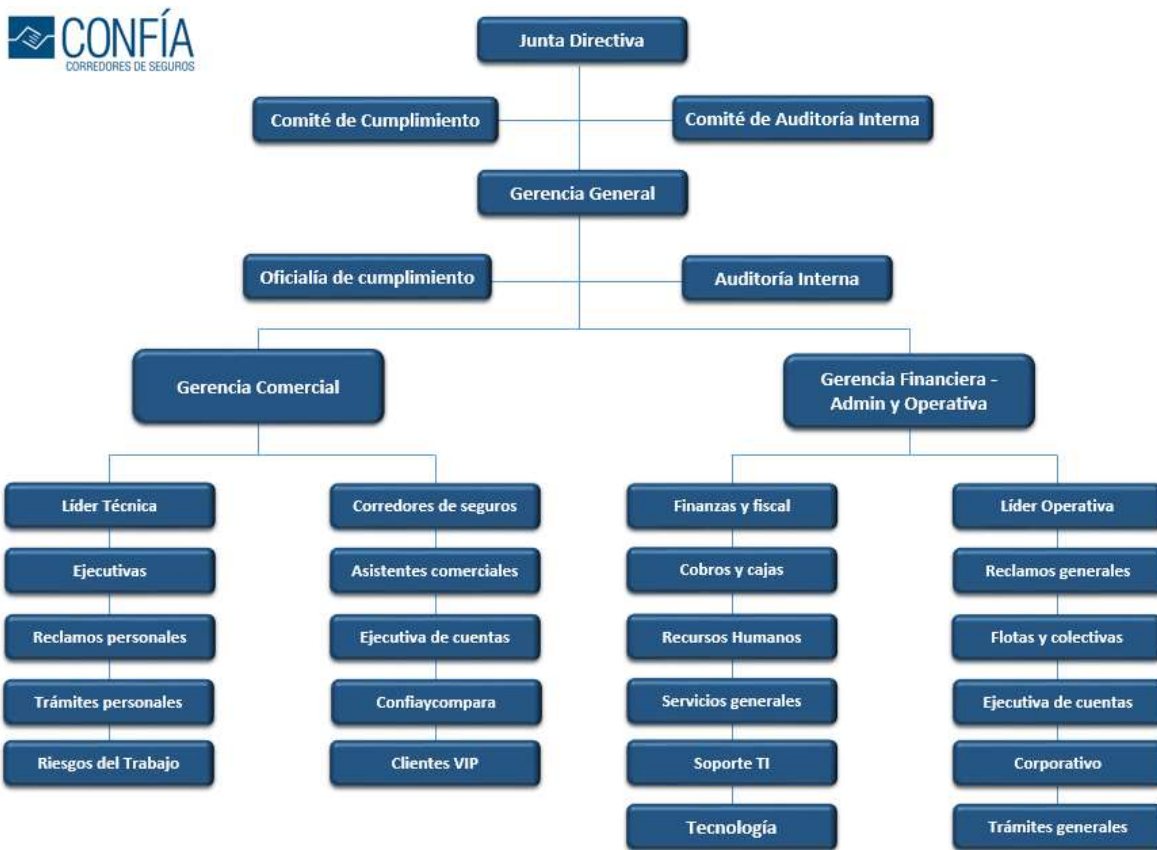 CONFÍA
CORREDORES DE SEGUROS
Junta Directiva
Comité de Cumplimiento
Comité de Auditoría Interna
Gerencia General
Oficialía de cumplimiento
Auditoría Interna
Gerencia Comercial
Gerencia Financiera -
Admin y Operativa
Líder Técnica
Corredores de seguros
Finanzas y fiscal
Líder Operativa
Ejecutivas
Asistentes comerciales
Cobros y cajas
Reclamos generales
Reclamos personales
Ejecutiva de cuentas
Recursos Humanos
Flotas y colectivas
Trámites personales
Confiaycompara
Servicios generales
Ejecutiva de cuentas
Riesgos del Trabajo
Clientes VIP
Soporte TI
Corporativo
Tecnología
Trámites generales